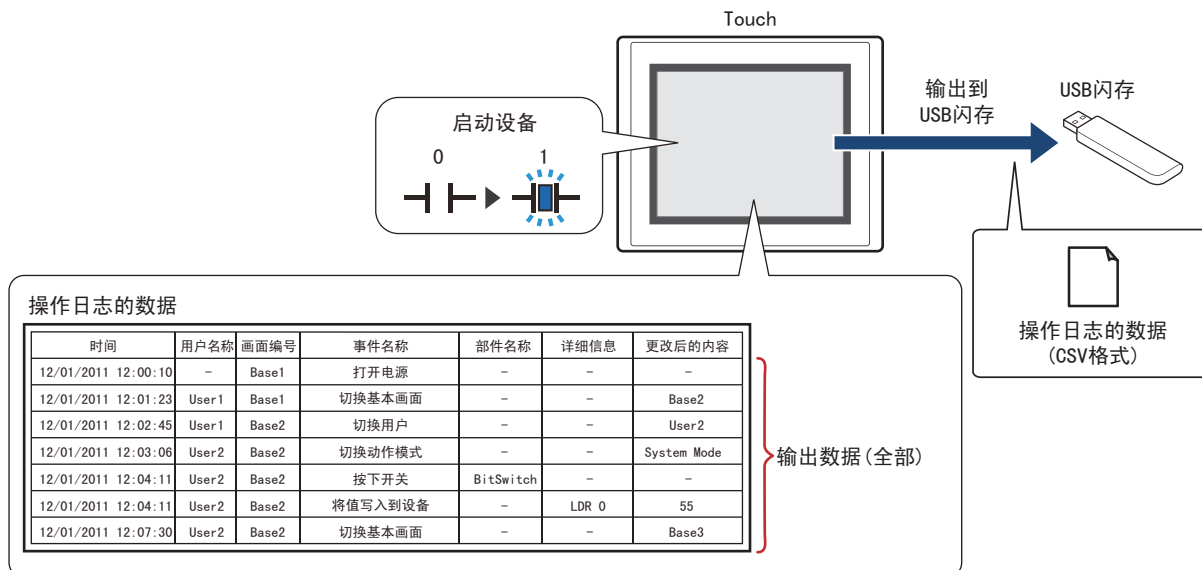 Touch
启动设备
0 1
输出到
USB闪存
USB闪存
操作日志的数据
(CSV格式)
操作日志的数据
时间 用户名称 画面编号 事件名称 部件名称 详细信息 更改后的内容
12/01/2011 12:00:10 - Base1 打开电源 - - -
12/01/2011 12:01:23 User1 Base1 切换基本画面 - - Base2
12/01/2011 12:02:45 User1 Base2 切换用户 - - User2
12/01/2011 12:03:06 User2 Base2 切换动作模式 - - System Mode
12/01/2011 12:04:11 User2 Base2 按下开关 BitSwitch - -
12/01/2011 12:04:11 User2 Base2 将值写入到设备 - LDR 0 55
12/01/2011 12:07:30 User2 Base2 切换基本画面 - - Base3
输出数据(全部)